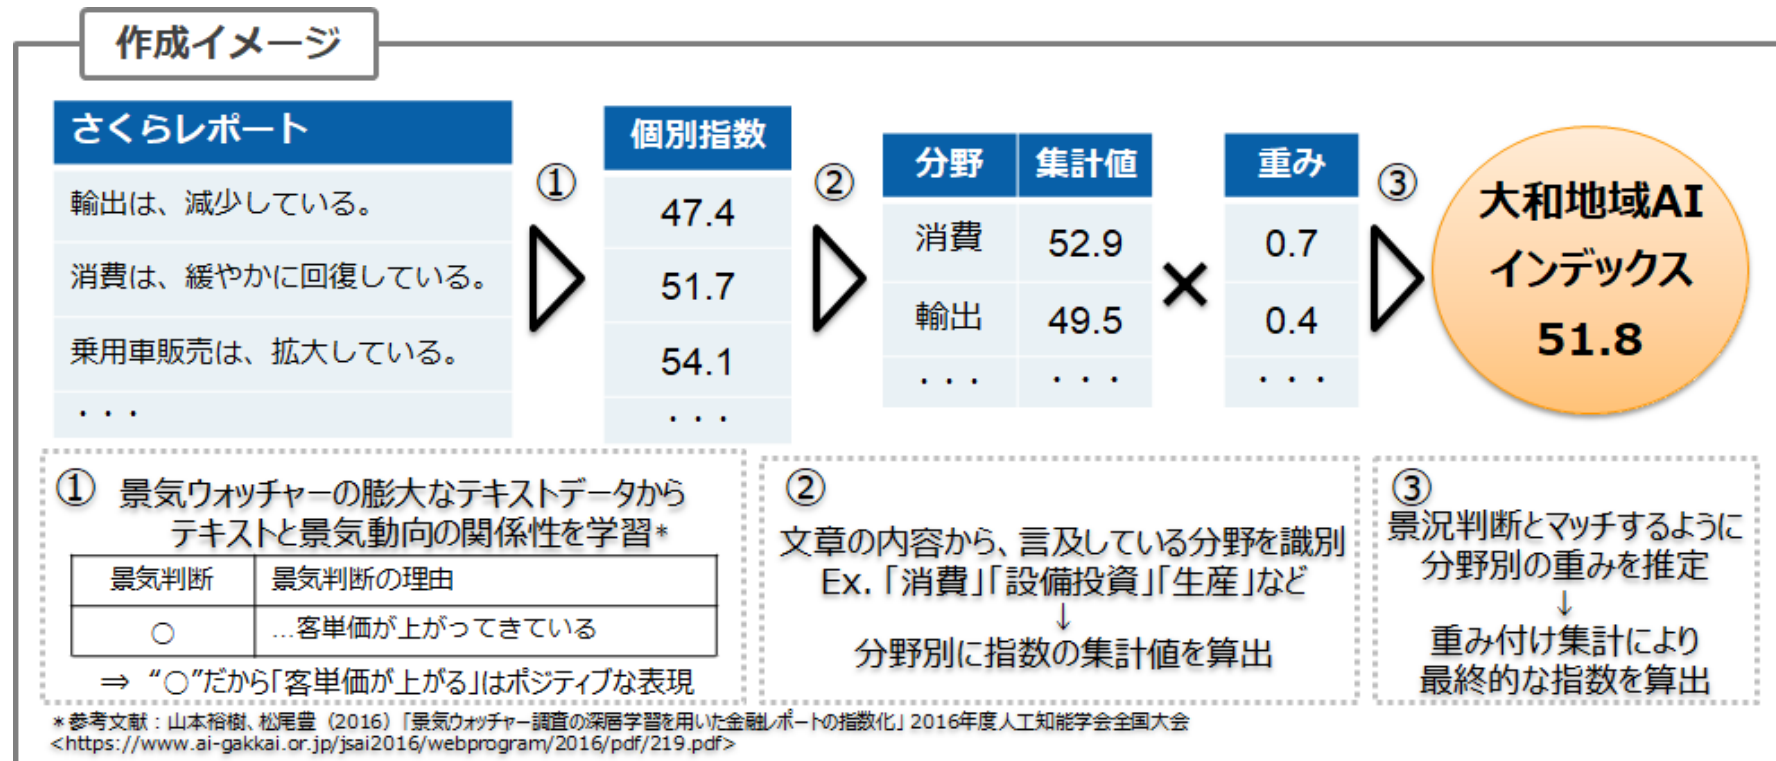 作成イメージ
さくらレポート
輸出は、減少している。
消費は、緩やかに回復している。
乗用車販売は、拡大している。
・・・
①
個別指数
47.4
51.7
54.1
・・・
②
分野 集計値
消費 52.9
輸出 49.5
・・・ ・・・
×
重み
0.7
0.4
・・・
③
大和地域AI
インデックス
51.8
① 景気ウォッチャーの膨大なテキストデータから
テキストと景気動向の関係性を学習*
景気判断 景気判断の理由
○ …客単価が上がってきている
⇒ “○”だから「客単価が上がる」はポジティブな表現
②
文章の内容から、言及している分野を識別
Ex.「消費」「設備投資」「生産」など
↓
分野別に指数の集計値を算出
③
景況判断とマッチするように
分野別の重みを推定
↓
重み付け集計により
最終的な指数を算出
*参考文献：山本裕樹、松尾豊（2016）「景気ウォッチャー調査の深層学習を用いた金融レポートの指数化」2016年度人工知能学会全国大会
<https://www.ai-gakkai.or.jp/jsai2016/webprogram/2016/pdf/219.pdf>